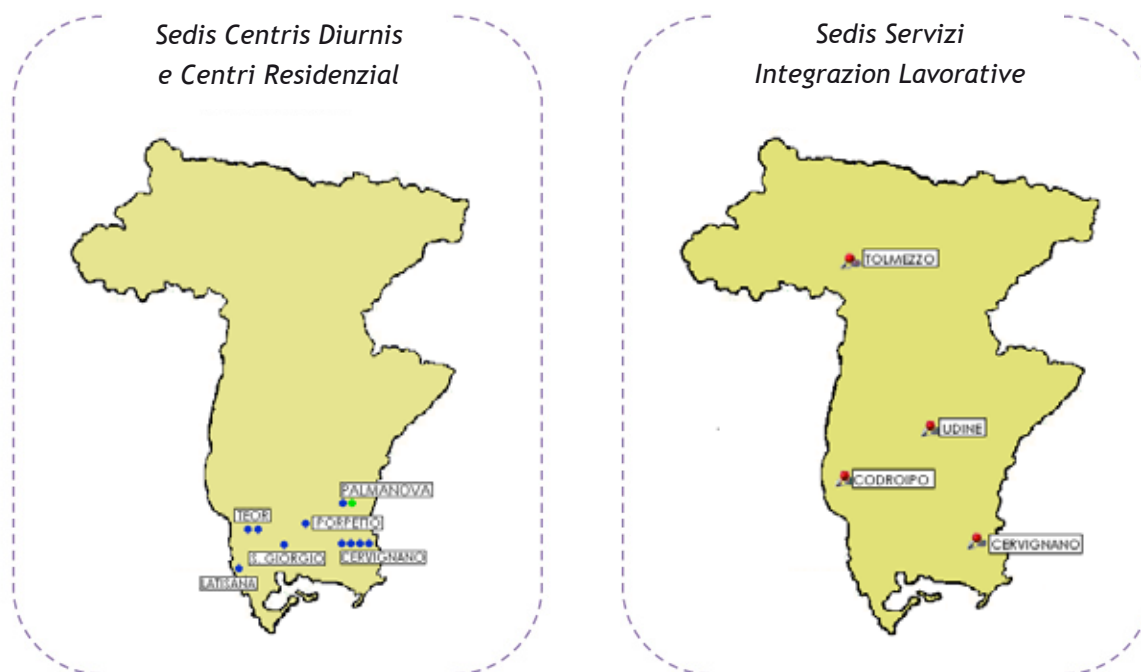 Sedis Centris Diurnis
e Centri Residenzial
PALMANOVA
TEOR
PORPETTO
S. GIORGIO
CERVIGNANO
LATISANA
Sedis Servizi
Integrazion Lavorative
TOLMEZZO
UDINE
CODROIPO
CERVIGNANO